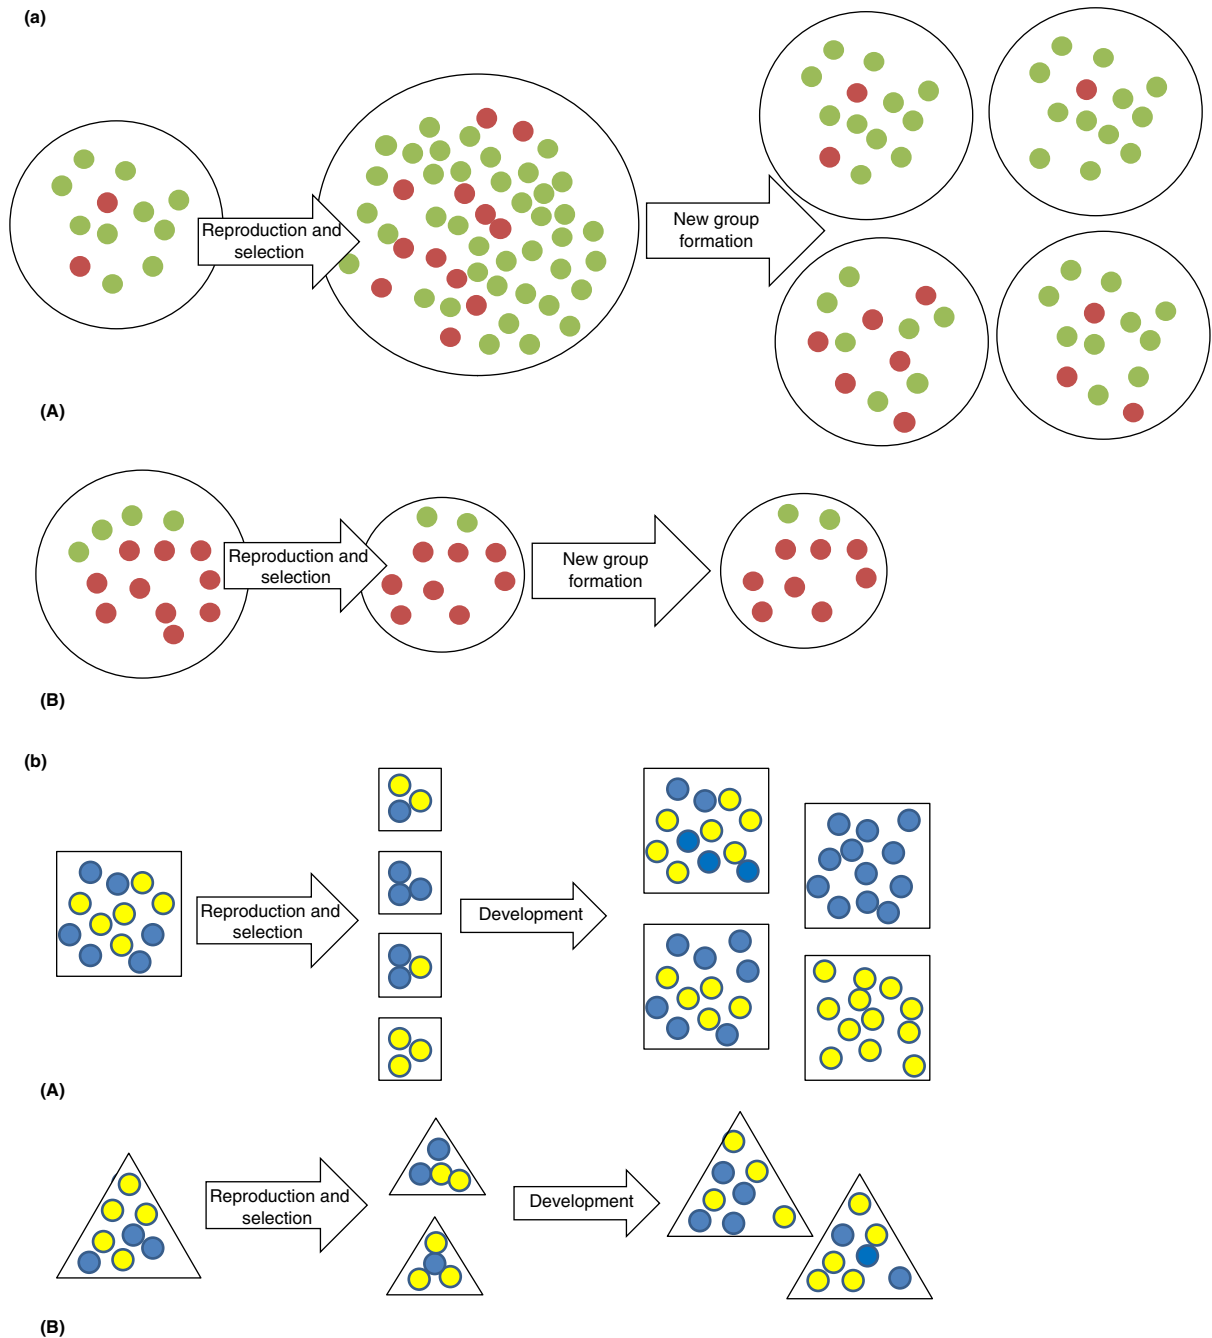 (a)
Reproduction and
selection
New group
formation
(A)
Reproduction and
selection
New group
formation
(B)
(b)
Reproduction and
selection
Development
(A)
Reproduction and
selection
Development
(B)